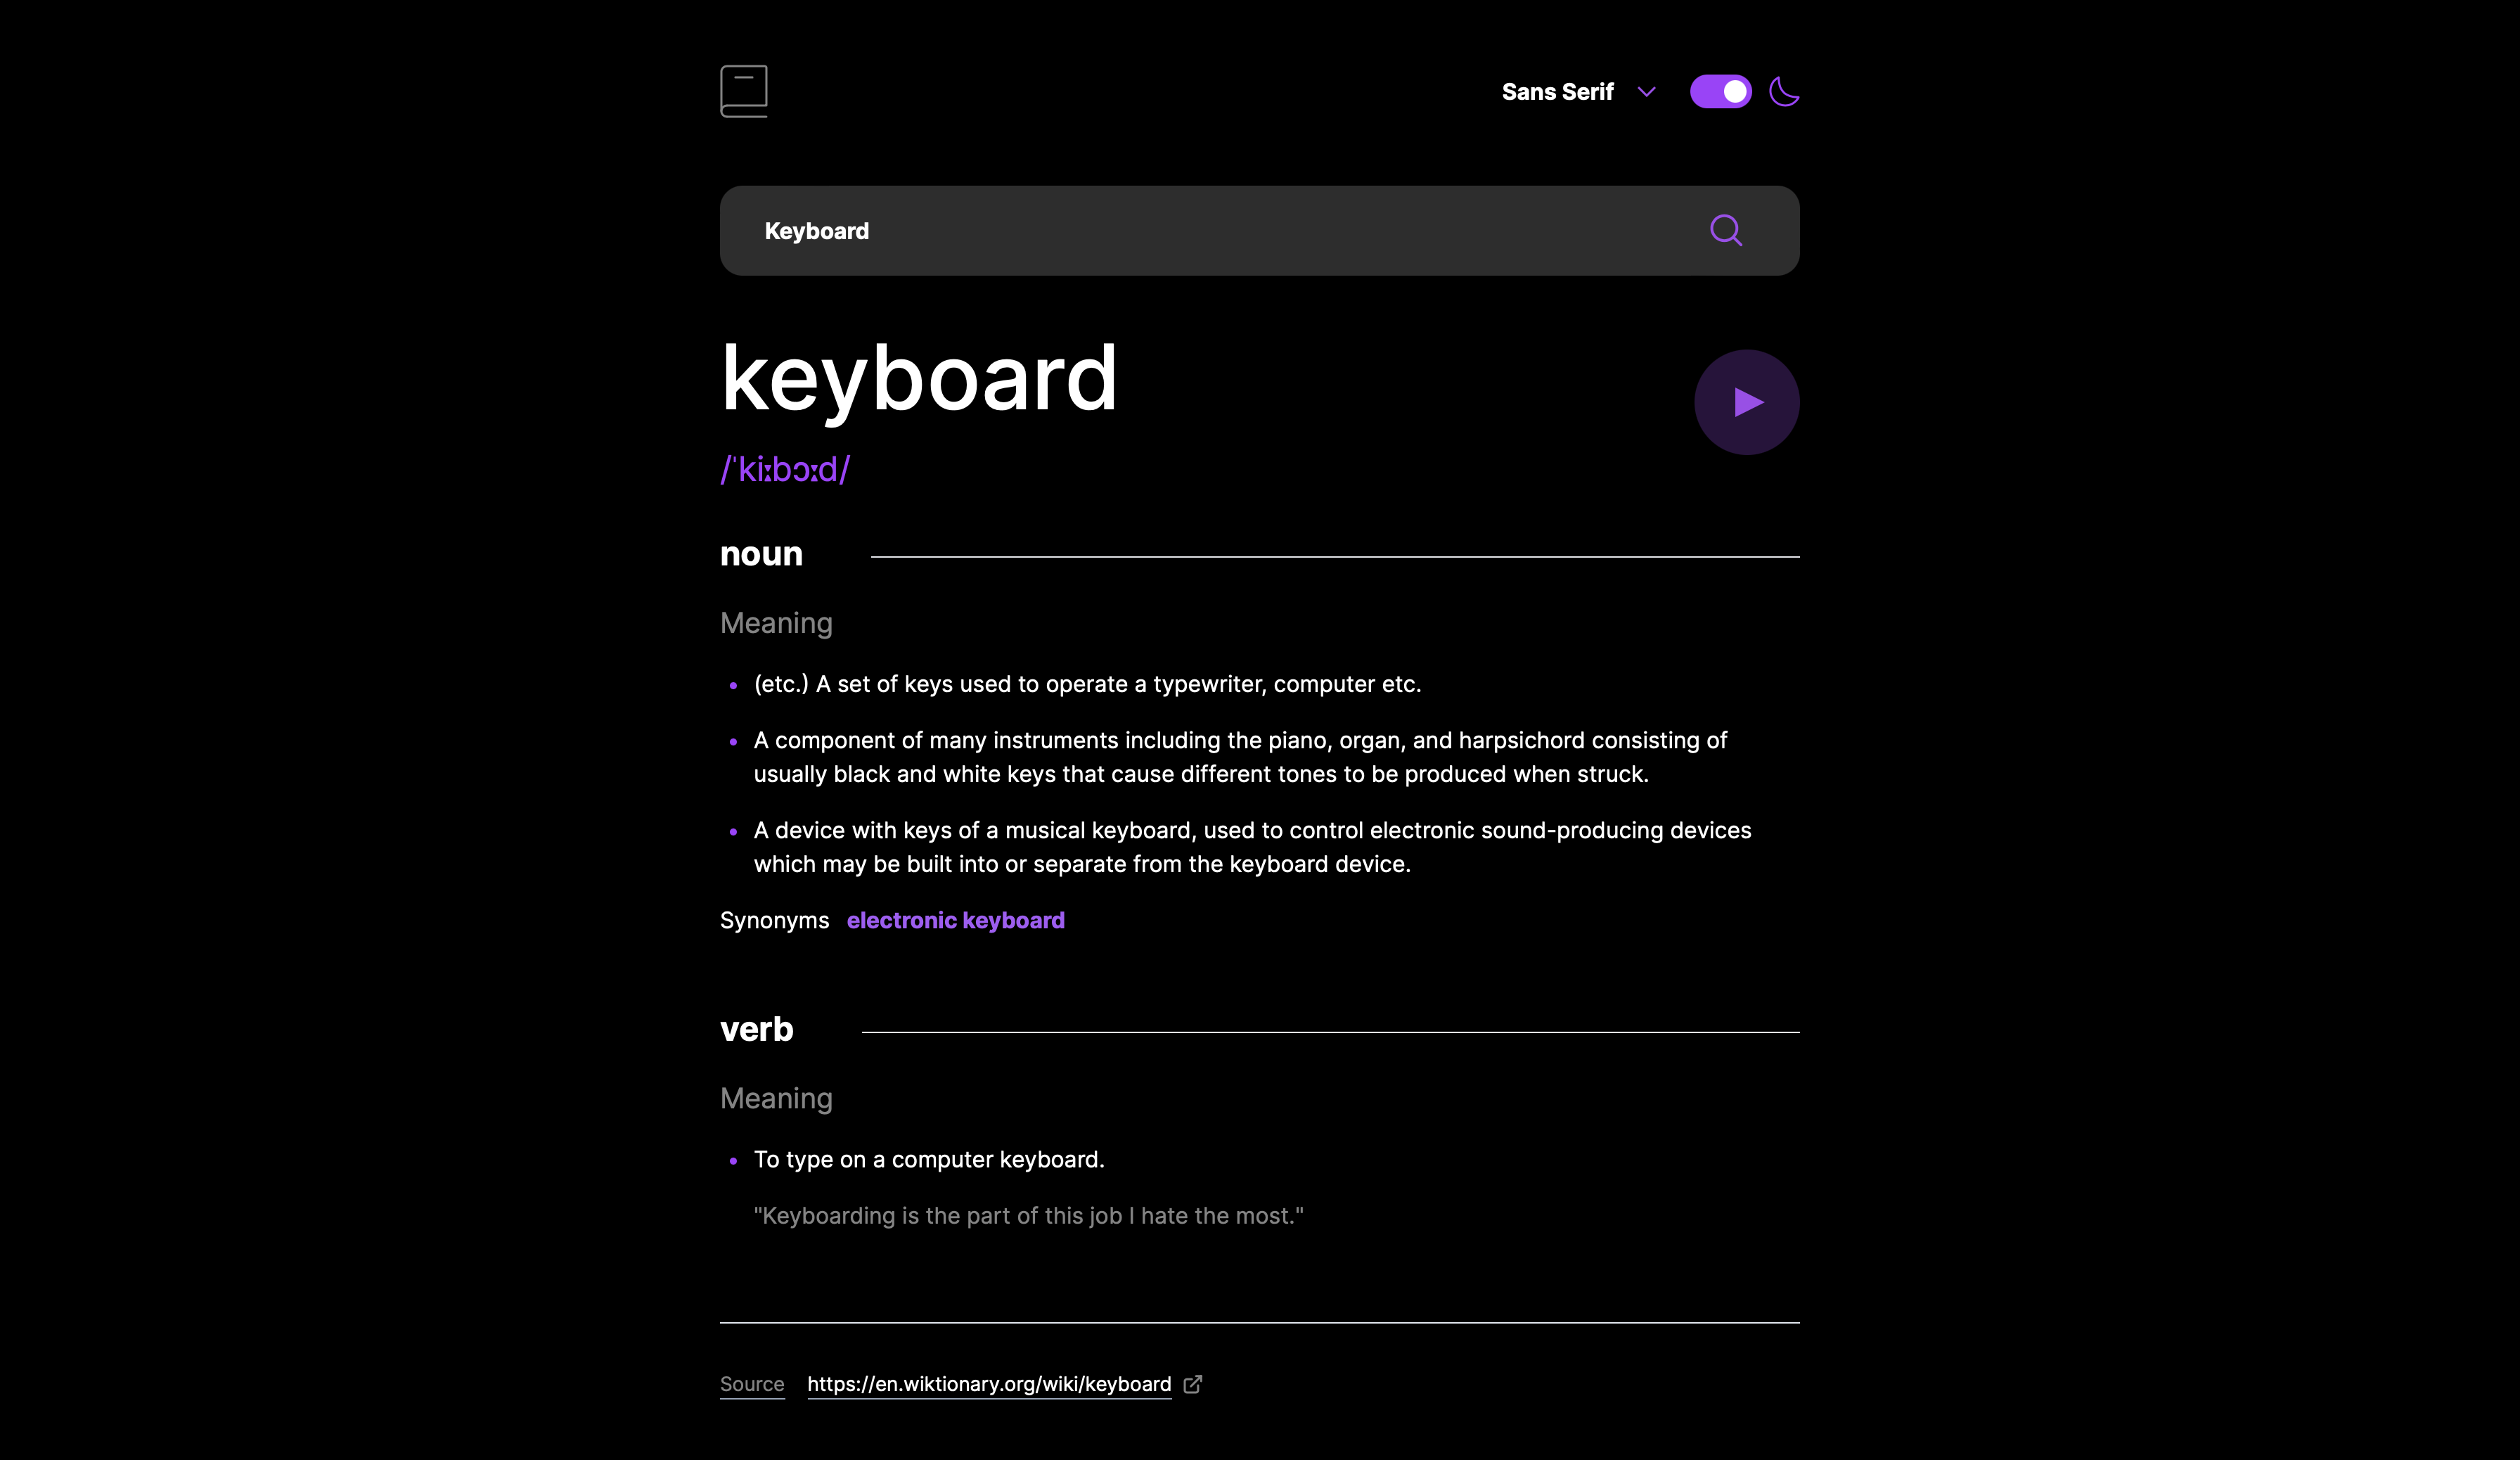 Sans Serif
Keyboard
keyboard
/ˈkiːbɔːd/
noun
Meaning
(etc.) A set of keys used to operate a typewriter, computer etc.
A component of many instruments including the piano, organ, and harpsichord consisting of
usually black and white keys that cause different tones to be produced when struck.
A device with keys of a musical keyboard, used to control electronic sound-producing devices
which may be built into or separate from the keyboard device.
Synonyms electronic keyboard
verb
Meaning
To type on a computer keyboard.
"Keyboarding is the part of this job I hate the most."
Source https://en.wiktionary.org/wiki/keyboard